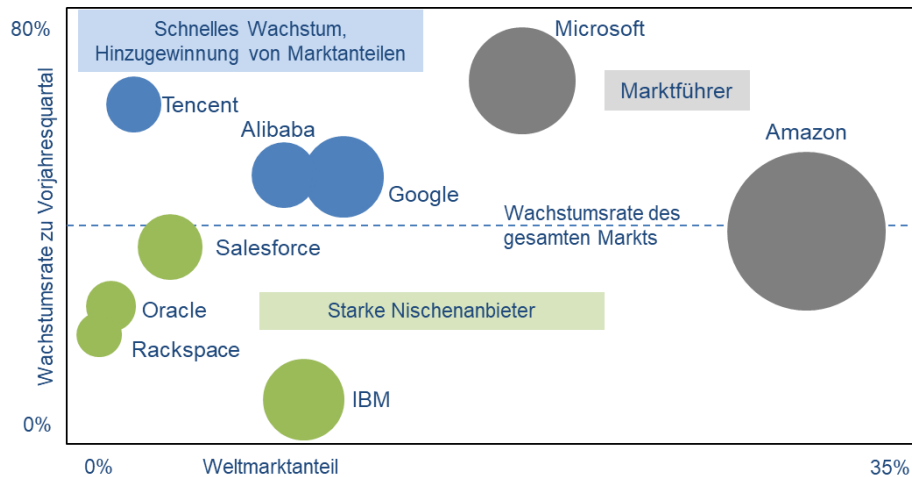 80%
Schnelles Wachstum,
Hinzugewinnung von Marktanteilen
Microsoft
Marktführer
Tencent
Alibaba
Amazon
Google
Wachstumsrate des
gesamten Markts
Salesforce
Oracle
Starke Nischenanbieter
Rackspace
IBM
Wachstumsrate zu Vorjahresquartal
0%
0%
Weltmarktanteil
35%